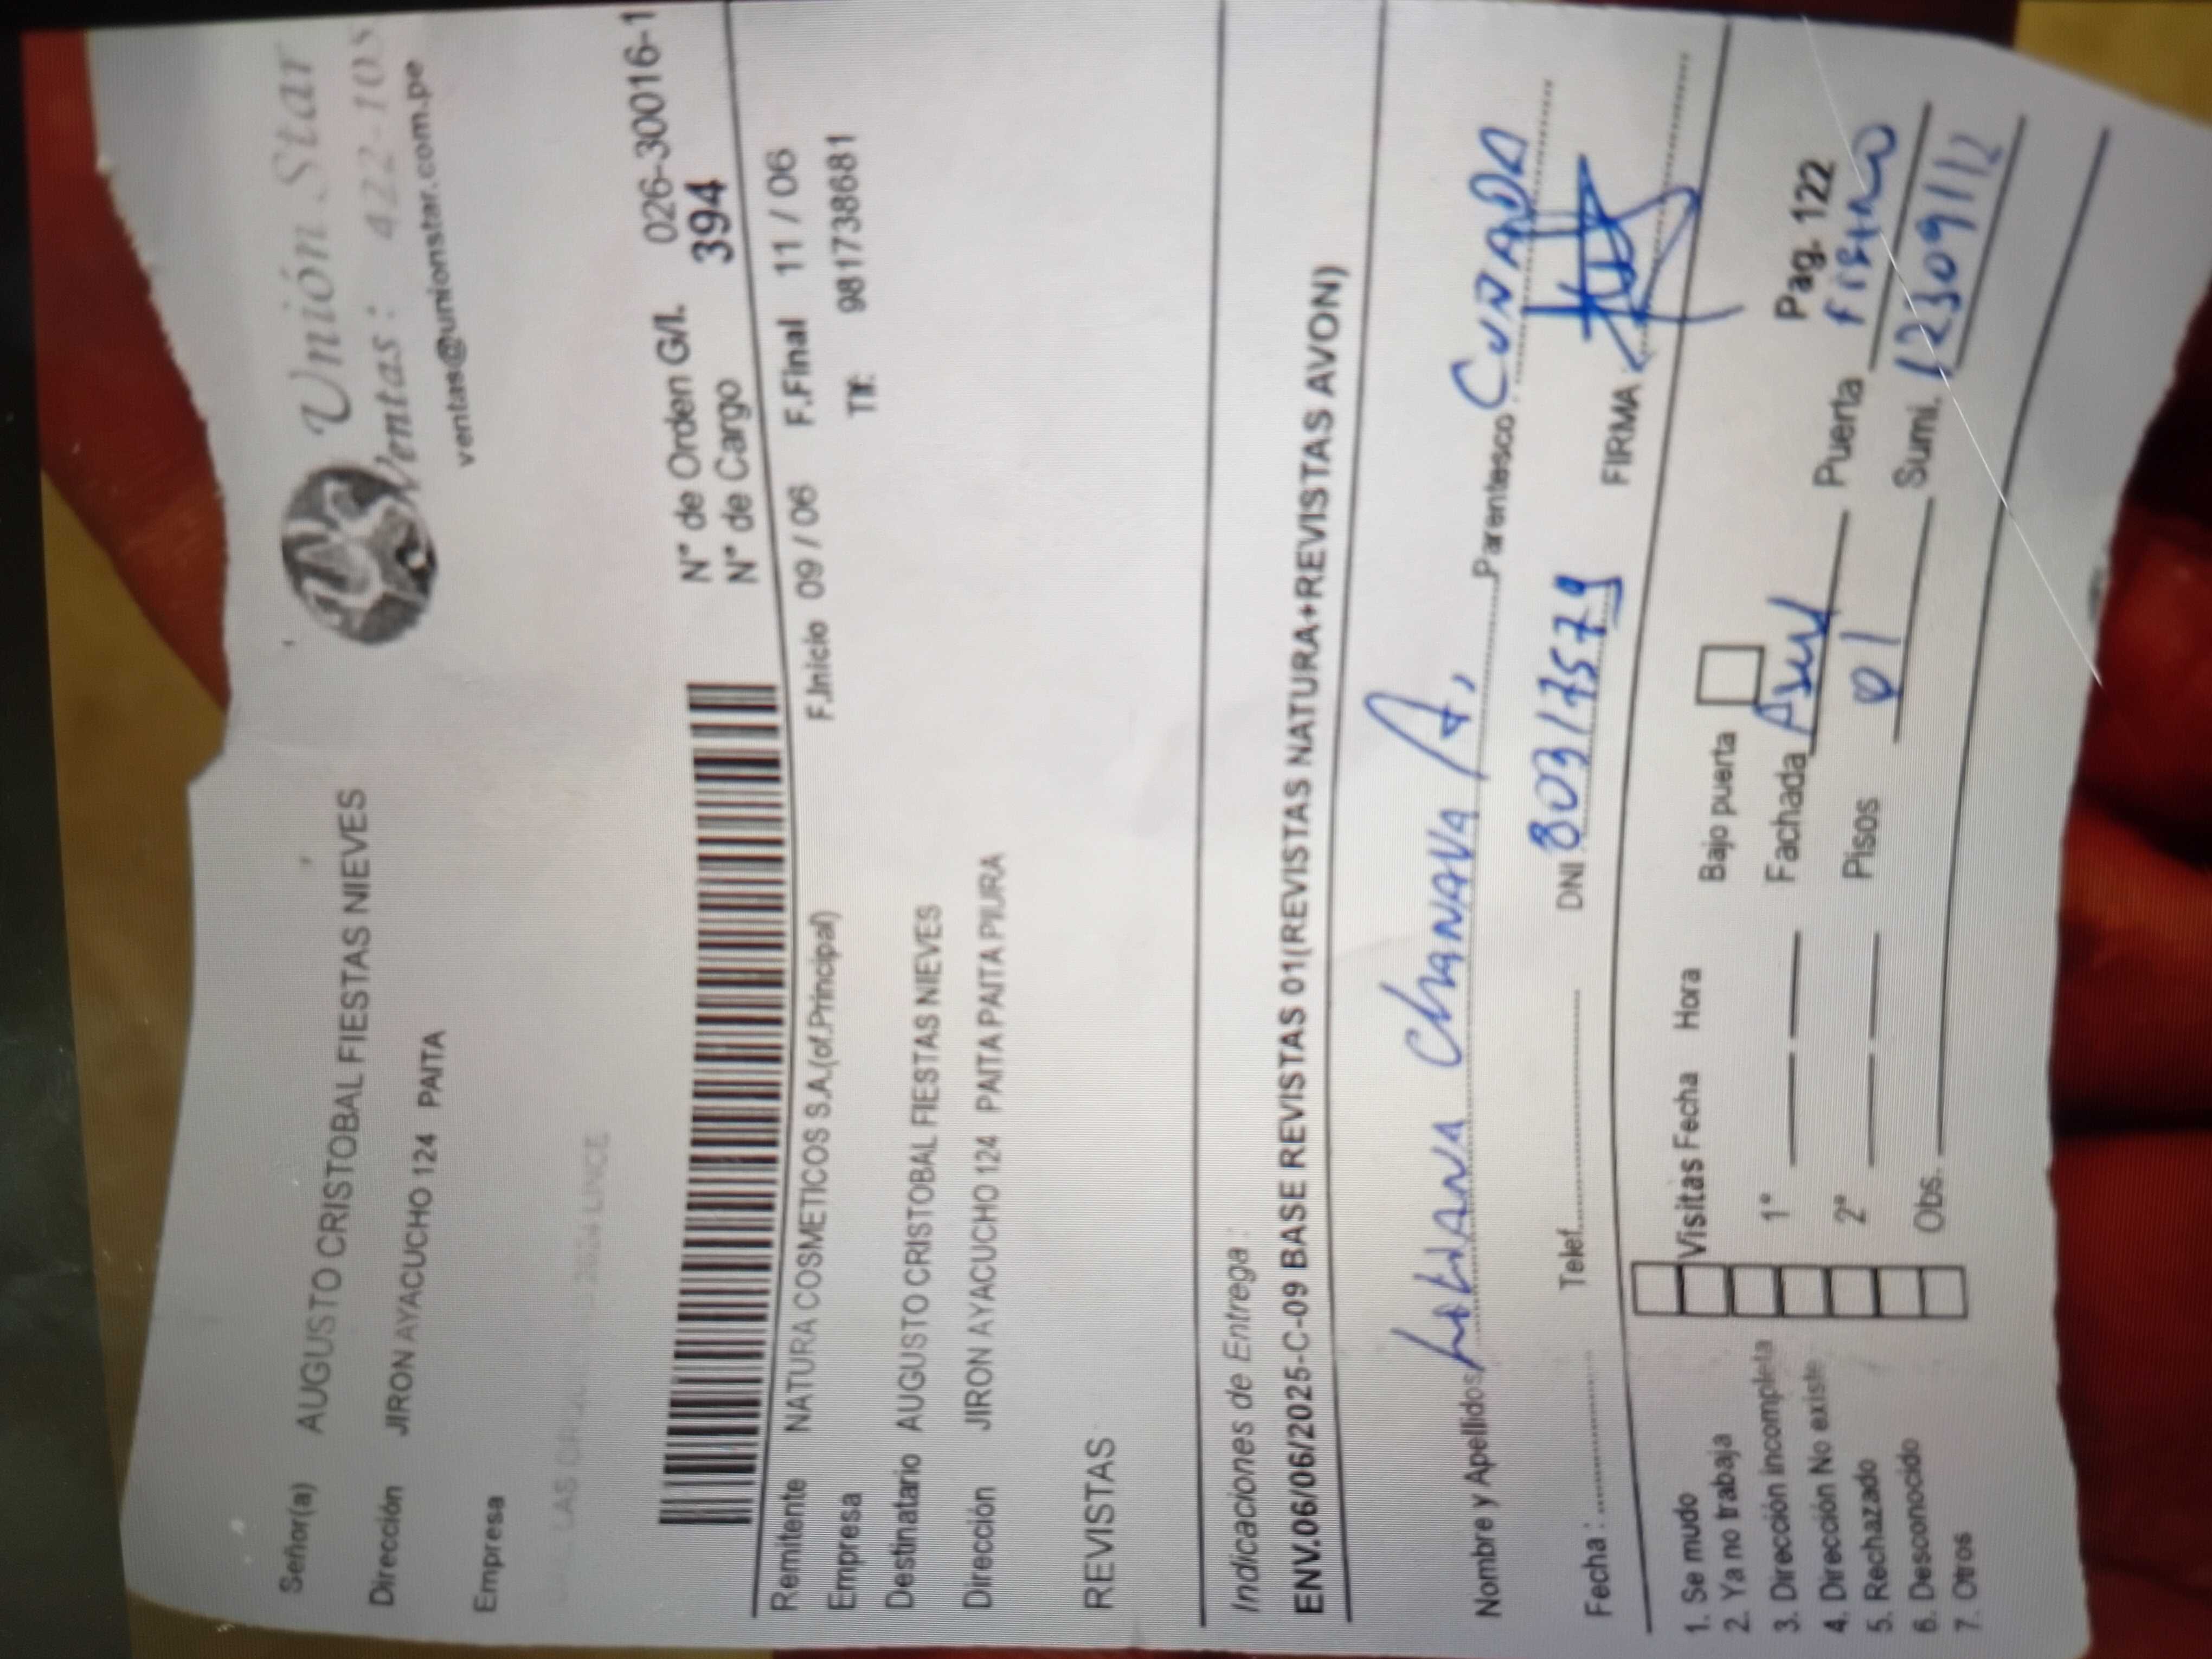 Unión Star
Ventas: 422-105
ventas@unionstar.com.pe
Señor(a) AUGUSTO CRISTOBAL FIESTAS NIEVES
Dirección JIRON AYACUCHO 124 PAITA
Empresa
LINCE
N° de Orden G/I. 026-30016-1
N° de Cargo 394
Remitente NATURA COSMETICOS S.A.(of.Principal) F.Inicio 09 / 06 F.Final 11 / 06
Empresa Tlf: 981738681
Destinatario AUGUSTO CRISTOBAL FIESTAS NIEVES
Dirección JIRON AYACUCHO 124 PAITA PAITA PIURA
REVISTAS
Indicaciones de Entrega :
ENV.06/06/2025-C-09 BASE REVISTAS 01(REVISTAS NATURA+REVISTAS AVON)
Nombre y Apellidos LILIANA CHANAVA A, Parentesco CUÑADA
Fecha : Telef. DNI 80317579 FIRMA
1. Se mudo
2. Ya no trabaja
3. Dirección incompleta
4. Dirección No existe
5. Rechazado
6. Desconocido
7. Otros
Visitas Fecha Hora Bajo puerta
1° Fachada Pag. 122
2° Pisos 01 Puerta
Obs. Sumi. 12309112